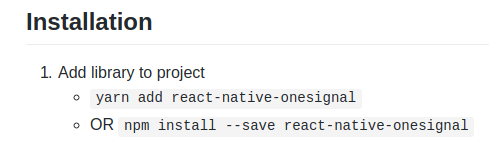 Installation
1. Add library to project
◦ yarn add react-native-onesignal
◦ OR npm install --save react-native-onesignal